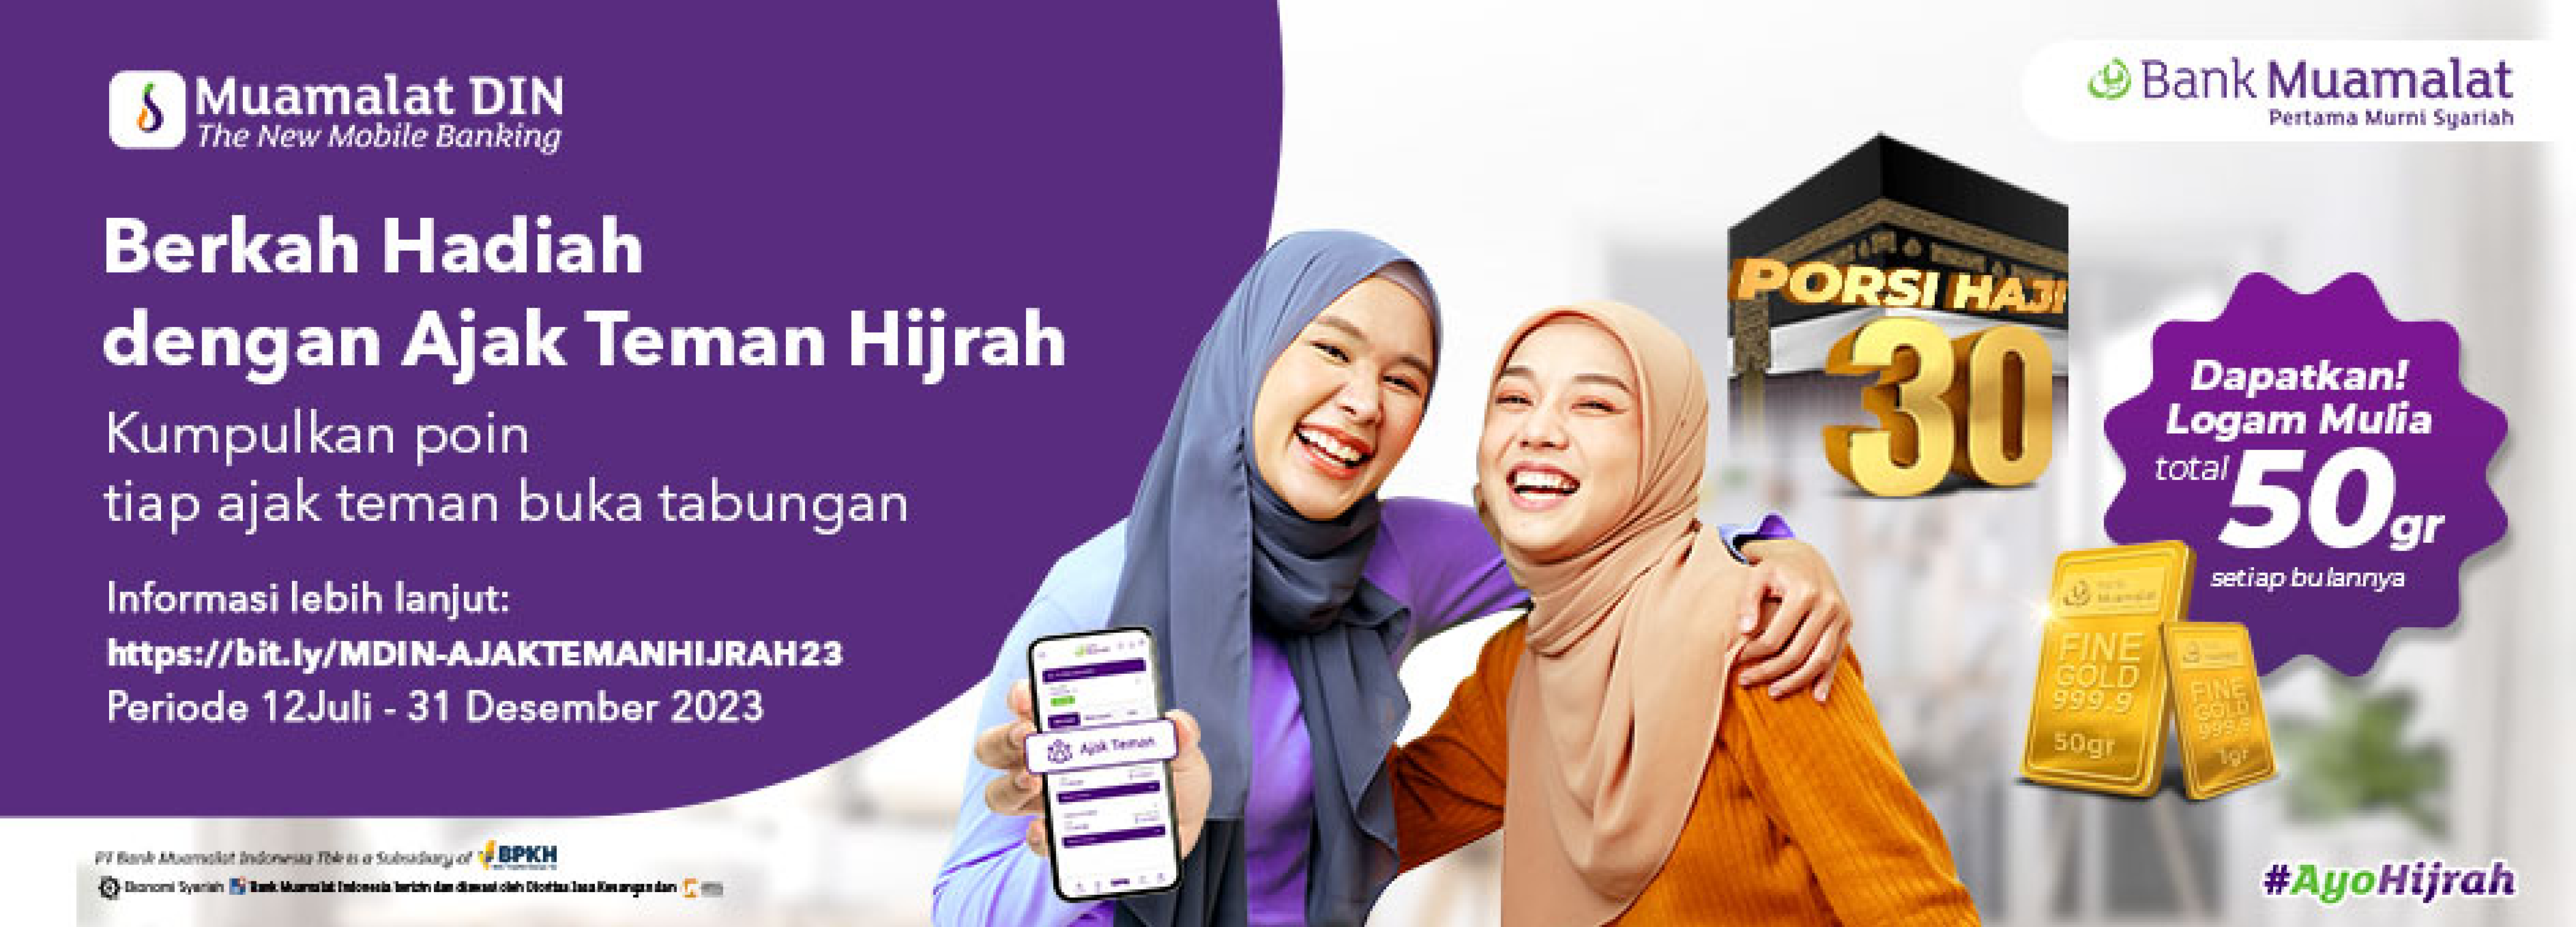 Muamalat DIN
The New Mobile Banking
Bank Muamalat
Pertama Murni Syariah
Berkah Hadiah
dengan Ajak Teman Hijrah
Kumpulkan poin
tiap ajak teman buka tabungan
Informasi lebih lanjut:
https://bit.ly/MDIN-AJAKTEMANHIJRAH23
Periode 12Juli - 31 Desember 2023
PORSI HAJI
30
Dapatkan!
Logam Mulia
total 50 gr
setiap bulannya
Muamalat
FINE
GOLD
999.9
50gr
FINE
GOLD
999.9
1gr
Ajak Teman
PT Bank Muamalat Indonesia Tbk is a Subsidiary of BPKH
Ekonomi Syariah Bank Muamalat Indonesia berizin dan diawasi oleh Otoritas Jasa Keuangan dan
#AyoHijrah